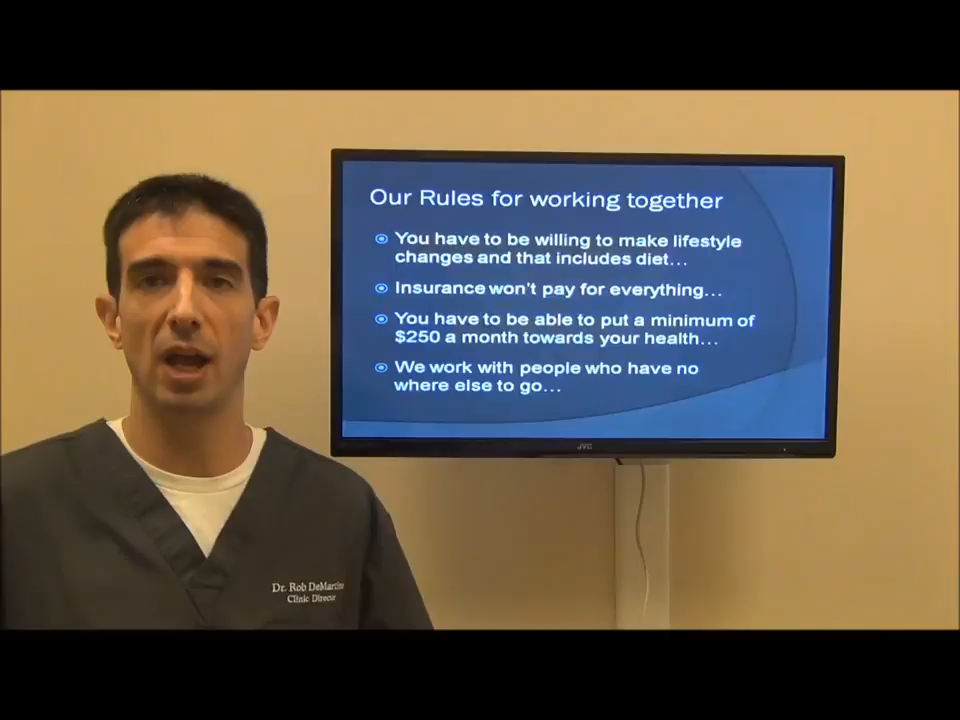 Our Rules for working together
You have to be willing to make lifestyle
changes and that includes diet...
Insurance won't pay for everything...
You have to be able to put a minimum of
$250 a month towards your health...
We work with people who have no
where else to go...
JVC
Dr. Rob DeMartino
Clinic Director